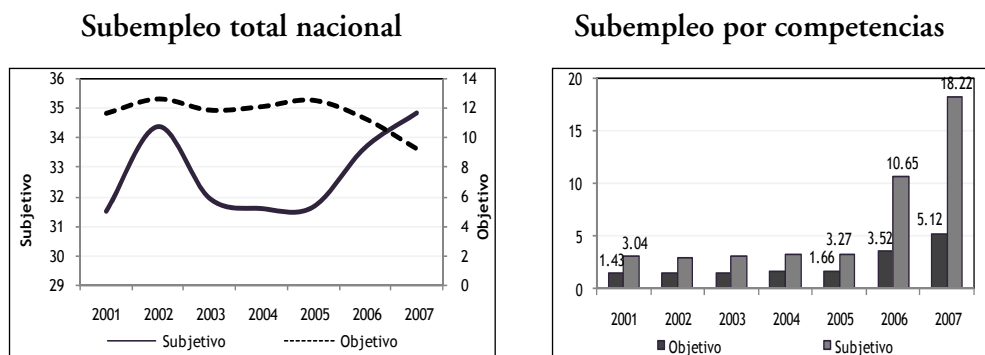 Subempleo total nacional
Subjetivo
36
35
34
33
32
31
30
29
14
12
10
8
6
4
2
0
Objetivo
2001 2002 2003 2004 2005 2006 2007
Subjetivo Objetivo
Subempleo por competencias
20
15
10
5
0
1.43 3.04 1.66 3.27 3.52 10.65 5.12 18.22
2001 2002 2003 2004 2005 2006 2007
Objetivo Subjetivo